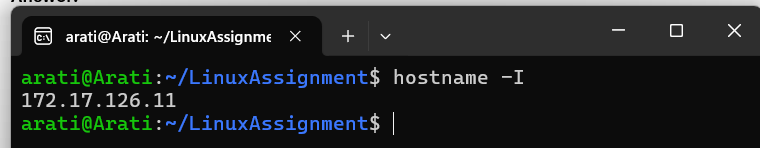 arati@Arati: ~/LinuxAssignme
arati@Arati:~/LinuxAssignment$ hostname -I
172.17.126.11
arati@Arati:~/LinuxAssignment$